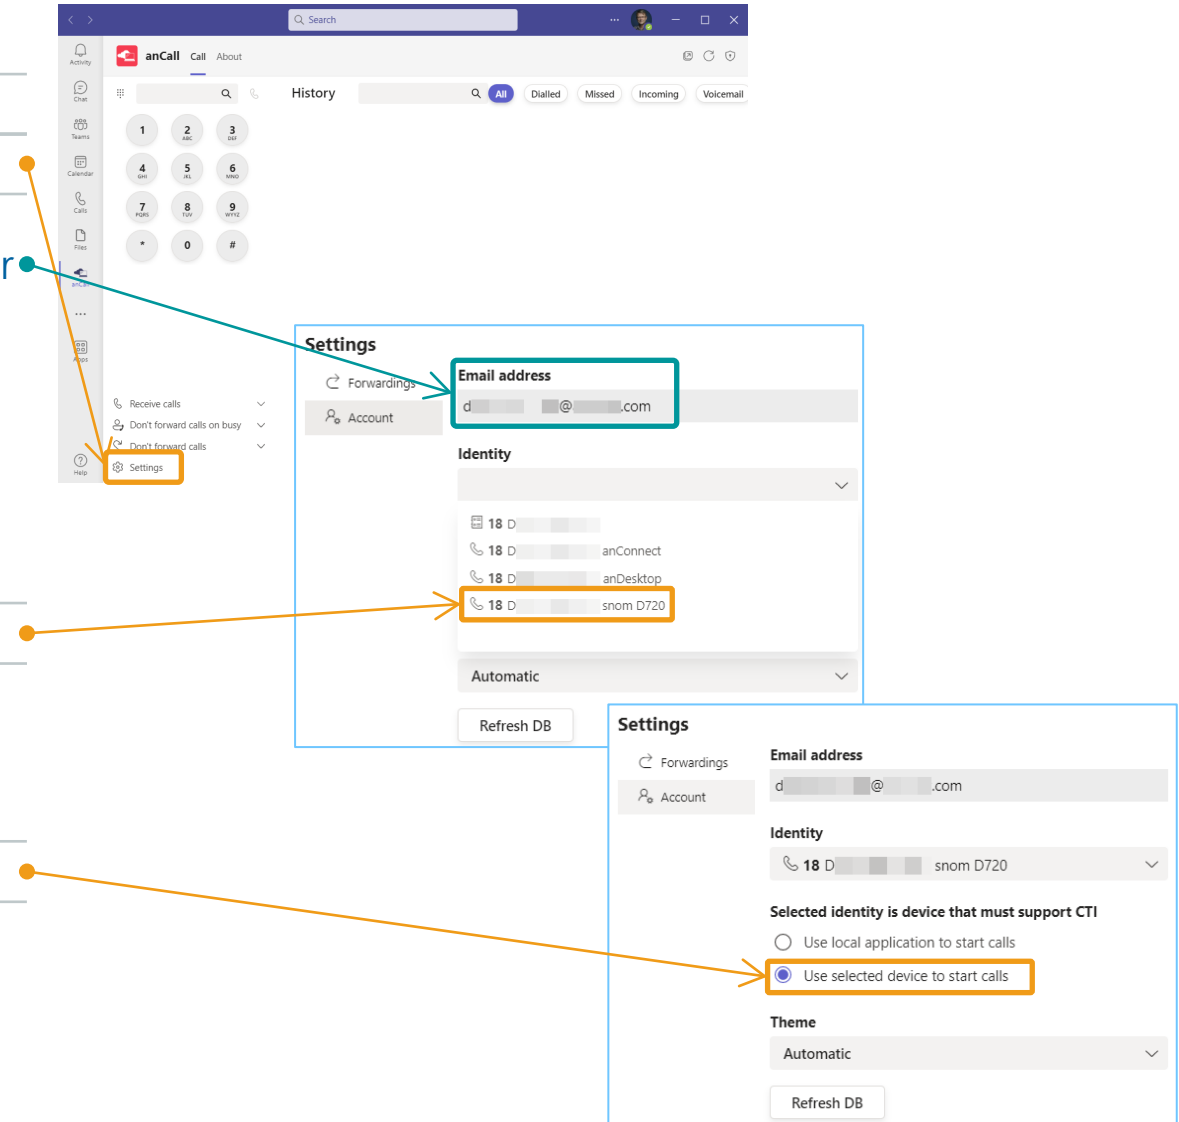 Search
Activity
anCall Call About
Chat
History
All Dialled Missed Incoming Voicemail
Teams
1 2 ABC 3 DEF
Calendar
4 GHI 5 JKL 6 MNO
Calls
7 PQRS 8 TUV 9 WYYZ
Files
* 0 #
r
anCall
...
Apps
Receive calls
Don't forward calls on busy
Don't forward calls
Help
Settings
Settings
Forwardings
Account
Email address
d @ .com
Identity
18 D
18 D anConnect
18 D anDesktop
18 D snom D720
Automatic
Refresh DB
Settings
Forwardings
Account
Email address
d @ .com
Identity
18 D snom D720
Selected identity is device that must support CTI
Use local application to start calls
Use selected device to start calls
Theme
Automatic
Refresh DB